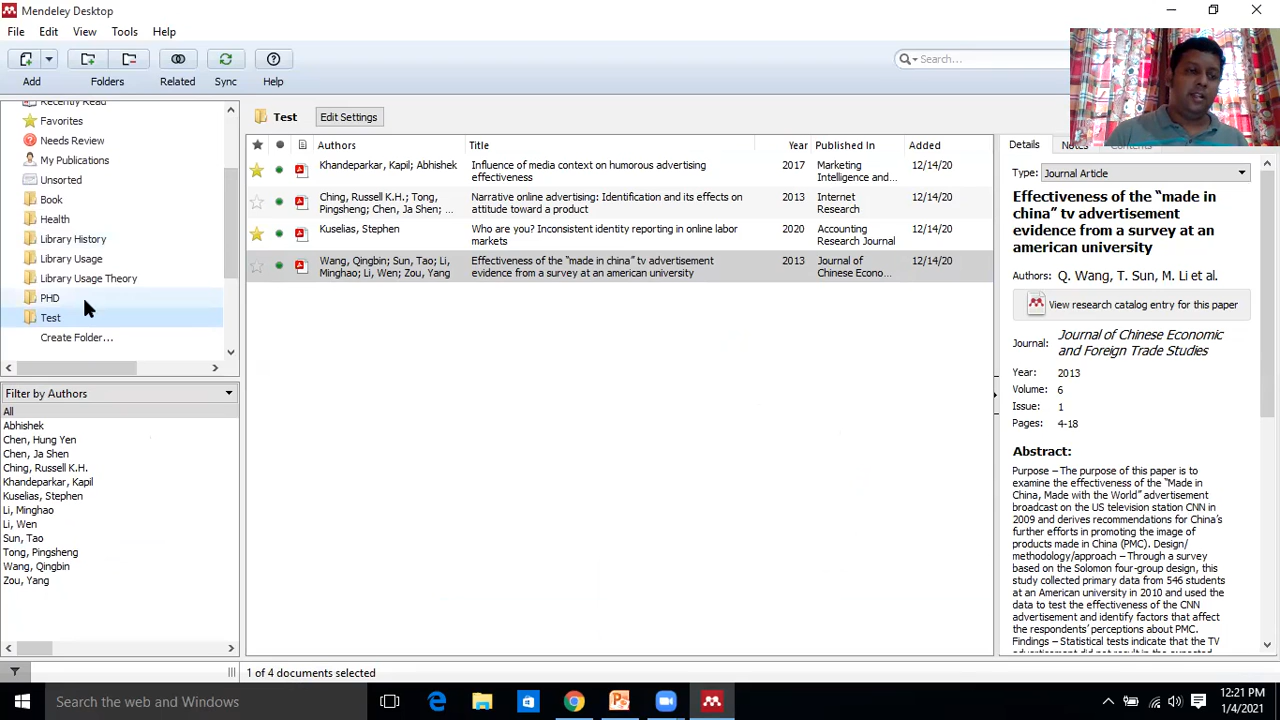 Mendeley Desktop
File Edit View Tools Help
Add Folders Related Sync Help
Search...
Recently Read
Favorites
Needs Review
My Publications
Unsorted
Book
Health
Library History
Library Usage
Library Usage Theory
PHD
Test
Create Folder...
Filter by Authors
All
Abhishek
Chen, Hung Yen
Chen, Ja Shen
Ching, Russell K.H.
Khandeparkar, Kapil
Kuselias, Stephen
Li, Minghao
Li, Wen
Sun, Tao
Tong, Pingsheng
Wang, Qingbin
Zou, Yang
Test Edit Settings
Authors Title Year Published In Added
Khandeparkar, Kapil; Abhishek Influence of media context on humorous advertising 2017 Marketing 12/14/20
effectiveness Intelligence and...
Ching, Russell K.H.; Tong, Narrative online advertising: Identification and its effects on 2013 Internet 12/14/20
Pingsheng; Chen, Ja Shen; ... attitude toward a product Research
Kuselias, Stephen Who are you? Inconsistent identity reporting in online labor 2020 Accounting 12/14/20
markets Research Journal
Wang, Qingbin; Sun, Tao; Li, Effectiveness of the “made in china” tv advertisement 2013 Journal of 12/14/20
Minghao; Li, Wen; Zou, Yang evidence from a survey at an american university Chinese Econo...
Details Notes Contents
Type: Journal Article
Effectiveness of the “made in
china” tv advertisement
evidence from a survey at an
american university
Authors: Q. Wang, T. Sun, M. Li et al.
View research catalog entry for this paper
Journal: Journal of Chinese Economic
and Foreign Trade Studies
Year: 2013
Volume: 6
Issue: 1
Pages: 4-18
Abstract:
Purpose – The purpose of this paper is to
examine the effectiveness of the “Made in
China, Made with the World” advertisement
broadcast on the US television station CNN in
2009 and derives recommendations for China’s
further efforts in promoting the image of
products made in China (PMC). Design/
methodology/approach – Through a survey
based on the Solomon four-group design, this
study collected primary data from 546 students
at an American university in 2010 and used the
data to test the effectiveness of the CNN
advertisement and identify factors that affect
the respondents’ perceptions about PMC.
Findings – Statistical tests indicate that the TV
advertisement did not result in the expected
1 of 4 documents selected
Search the web and Windows
12:21 PM
1/4/2021